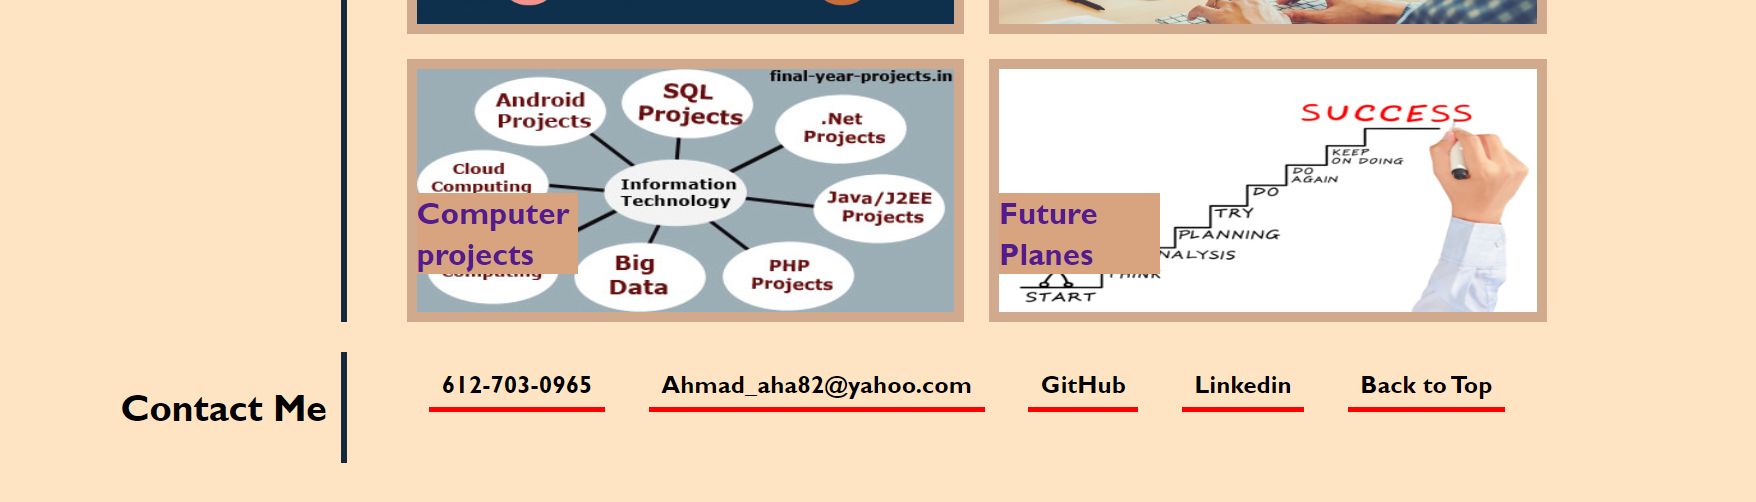 final-year-projects.in
Android
Projects
SQL
Projects
.Net
Projects
Cloud
Computing
Information
Technology
Java/J2EE
Projects
Computer
projects
Computing
Big
Data
PHP
Projects
SUCCESS
KEEP
ON DOING
DO
AGAIN
DO
TRY
PLANNING
NALYSIS
THINK
START
Future
Planes
Contact Me
612-703-0965
Ahmad_aha82@yahoo.com
GitHub
Linkedin
Back to Top